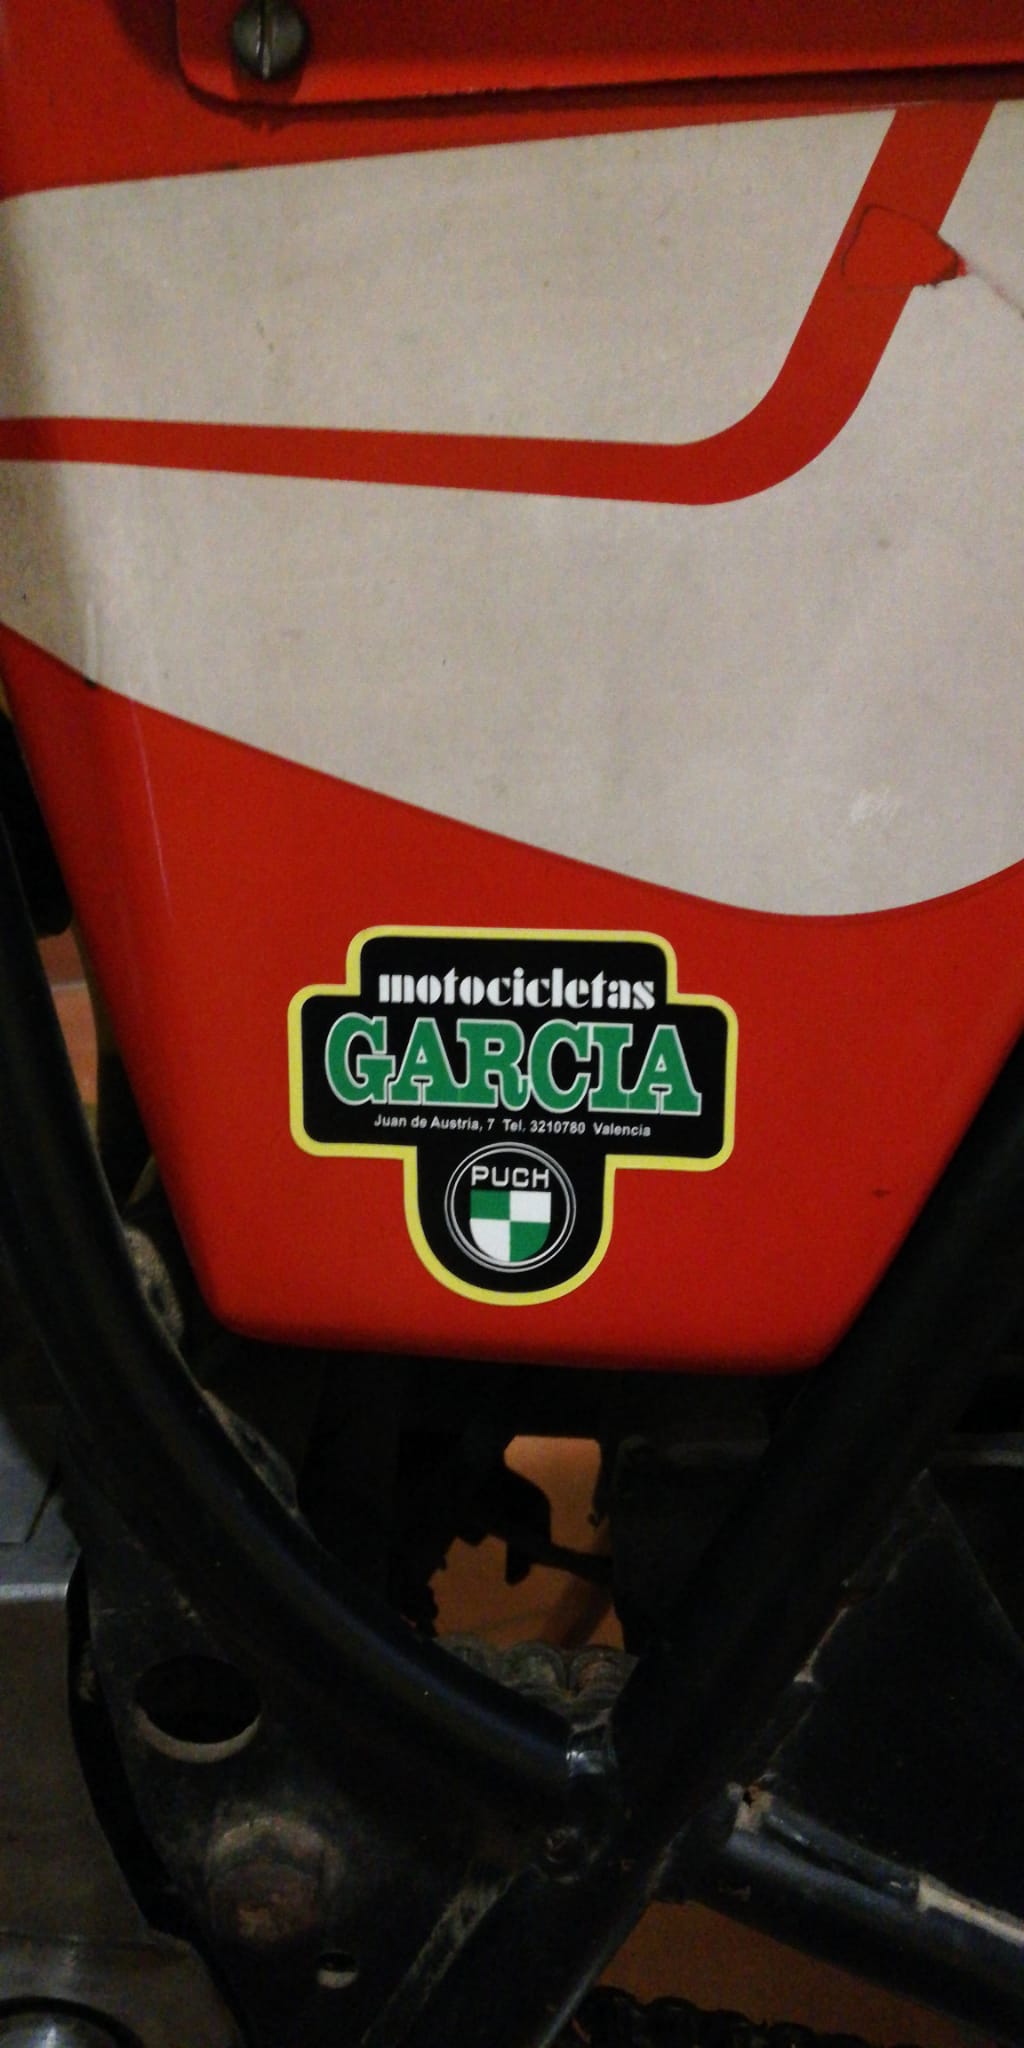 motocicletas
GARCIA
Juan de Austria, 7 Tel. 3210780 Valencia
PUCH